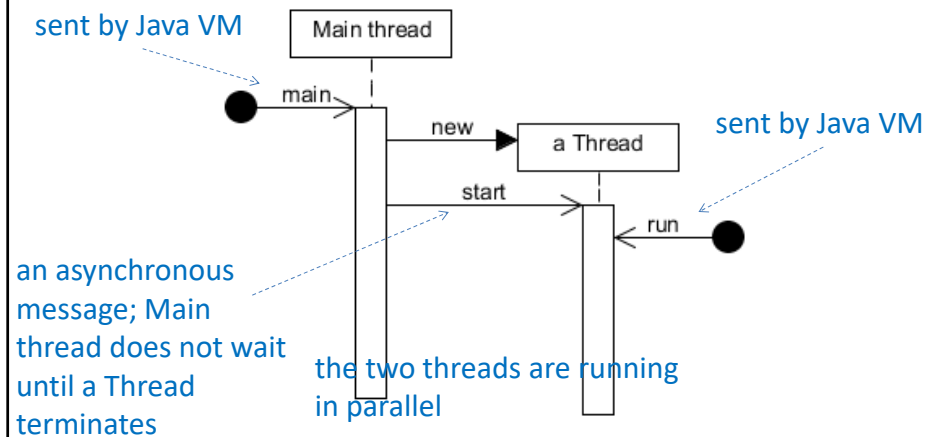 sent by Java VM
Main thread
main
new
a Thread
sent by Java VM
start
run
an asynchronous
message; Main
thread does not wait
until a Thread
terminates
the two threads are running
in parallel